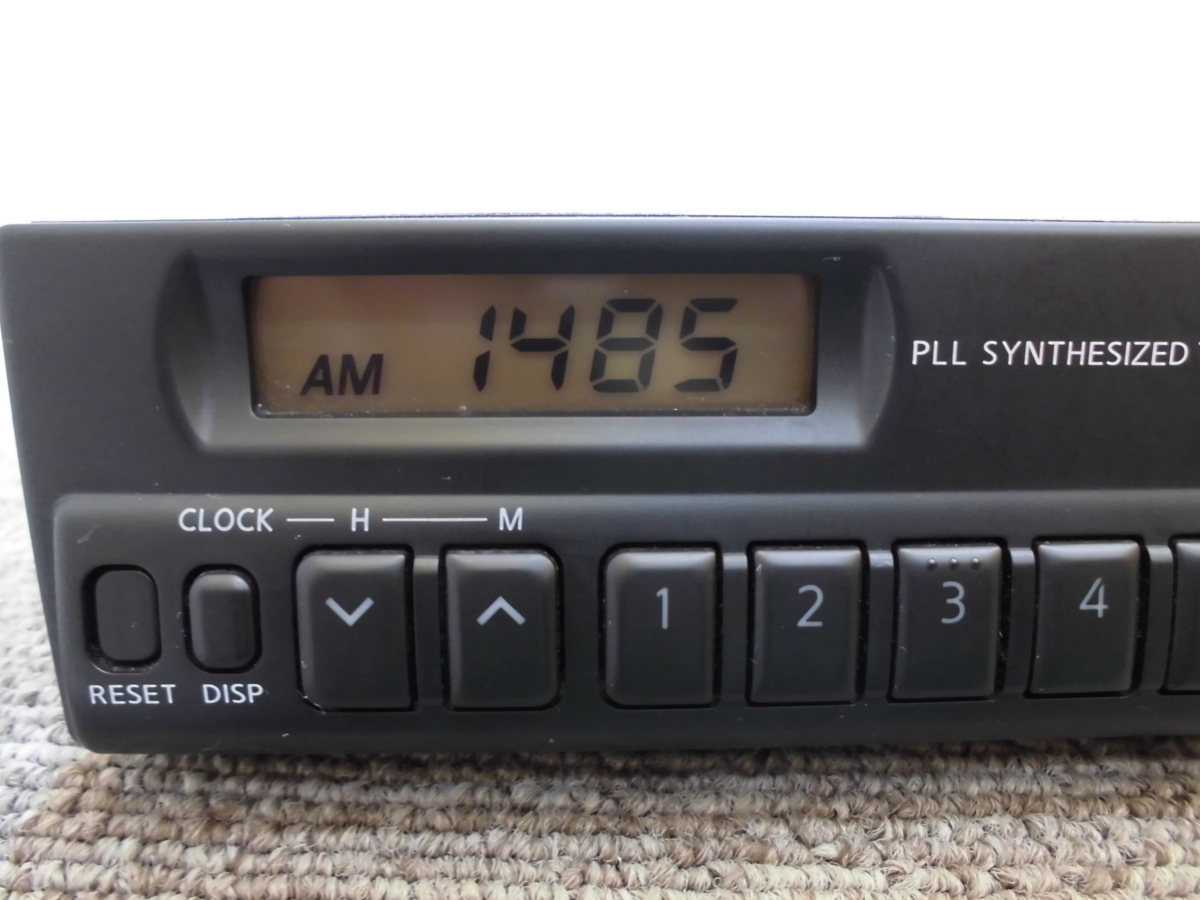 AM 1485
PLL SYNTHESIZED
CLOCK — H — M
1 2 3 4
RESET DISP